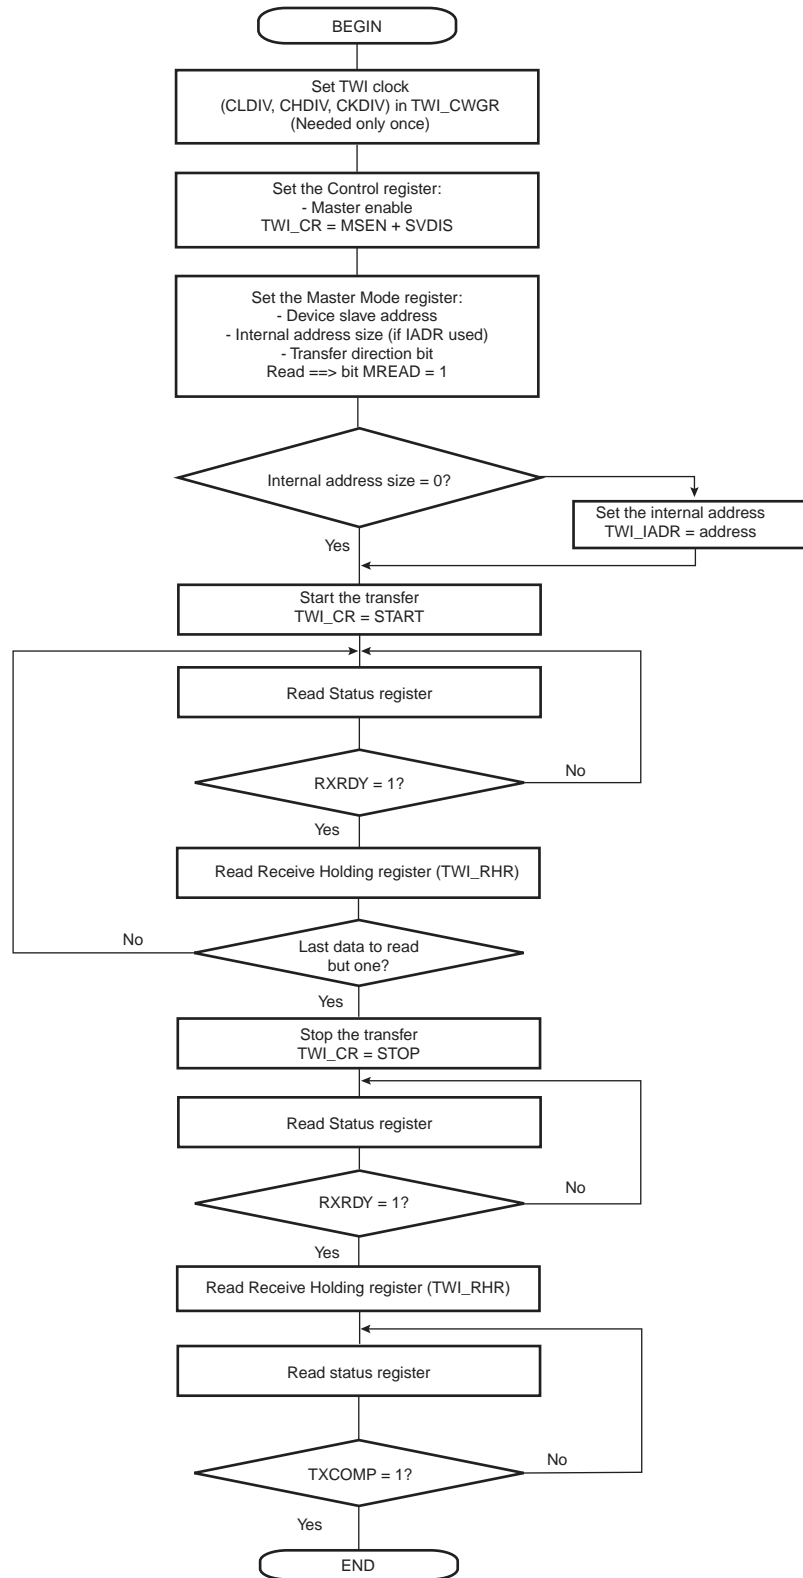 BEGIN
Set TWI clock
(CLDIV, CHDIV, CKDIV) in TWI_CWGR
(Needed only once)
Set the Control register:
- Master enable
TWI_CR = MSEN + SVDIS
Set the Master Mode register:
- Device slave address
- Internal address size (if IADR used)
- Transfer direction bit
Read ==> bit MREAD = 1
Internal address size = 0?
Set the internal address
TWI_IADR = address
Yes
Start the transfer
TWI_CR = START
Read Status register
RXRDY = 1?
No
Yes
Read Receive Holding register (TWI_RHR)
No
Last data to read
but one?
Yes
Stop the transfer
TWI_CR = STOP
Read Status register
RXRDY = 1?
No
Yes
Read Receive Holding register (TWI_RHR)
Read status register
TXCOMP = 1?
No
Yes
END